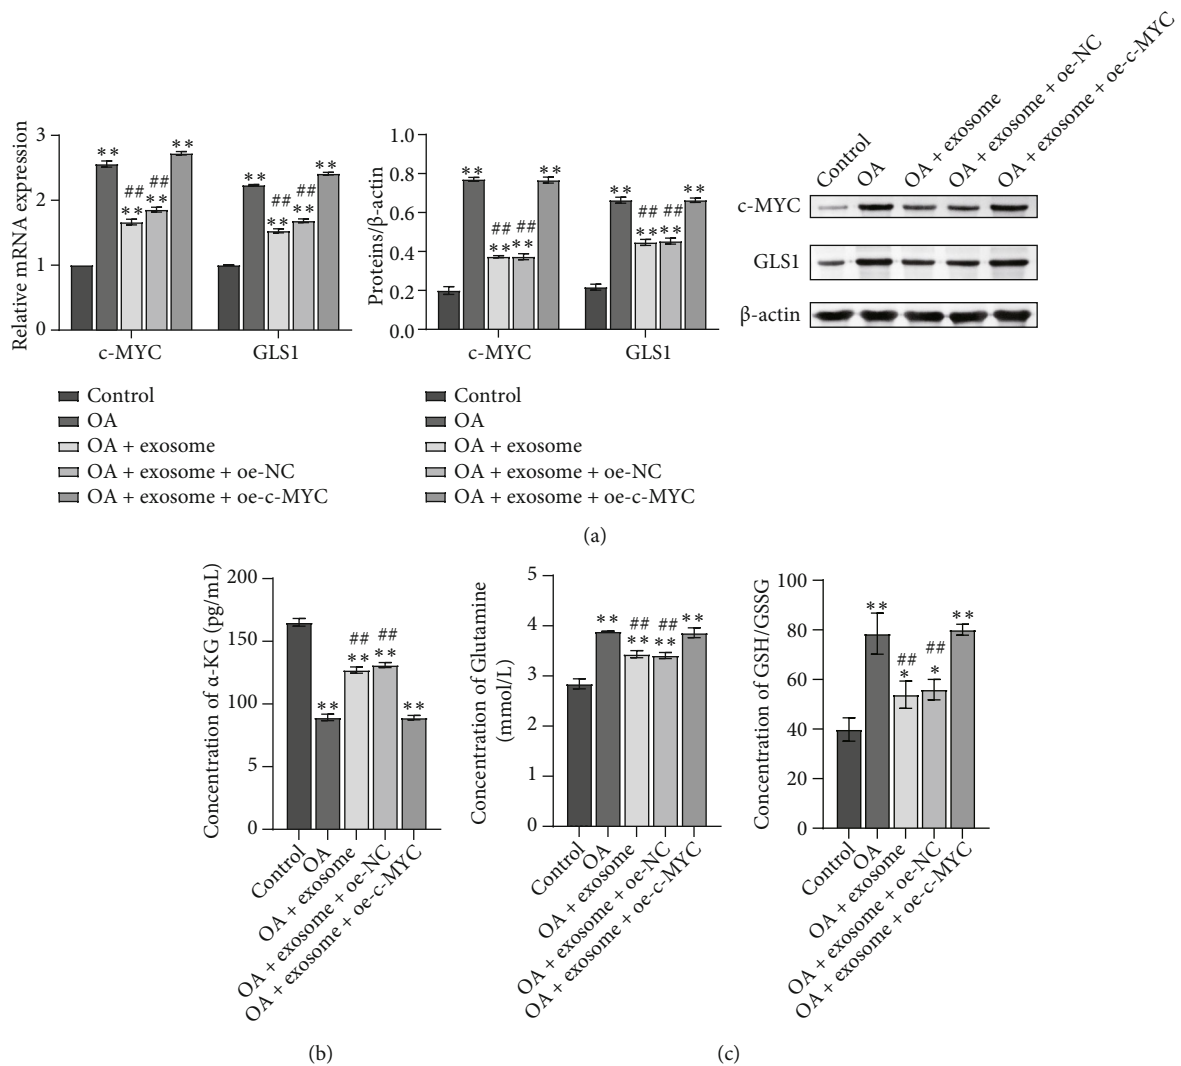 Relative mRNA expression
3
2
1
0
** ## ** ## ** **
** ## ** ## ** **
c-MYC GLS1
Control
OA
OA + exosome
OA + exosome + oe-NC
OA + exosome + oe-c-MYC
Proteins/β-actin
1.0
0.8
0.6
0.4
0.2
0.0
** ## ** ## ** **
** ## ** ## ** **
c-MYC GLS1
Control
OA
OA + exosome
OA + exosome + oe-NC
OA + exosome + oe-c-MYC
Control
OA
OA + exosome
OA + exosome + oe-NC
OA + exosome + oe-c-MYC
c-MYC
GLS1
β-actin
(a)
Concentration of α-KG (pg/mL)
200
150
100
50
0
** ## ** ## ** **
Control
OA
OA + exosome
OA + exosome + oe-NC
OA + exosome + oe-c-MYC
(b)
Concentration of Glutamine
(mmol/L)
5
4
3
2
1
0
** ## ** ## ** **
Control
OA
OA + exosome
OA + exosome + oe-NC
OA + exosome + oe-c-MYC
Concentration of GSH/GSSG
100
80
60
40
20
0
** ## * ## * **
Control
OA
OA + exosome
OA + exosome + oe-NC
OA + exosome + oe-c-MYC
(c)